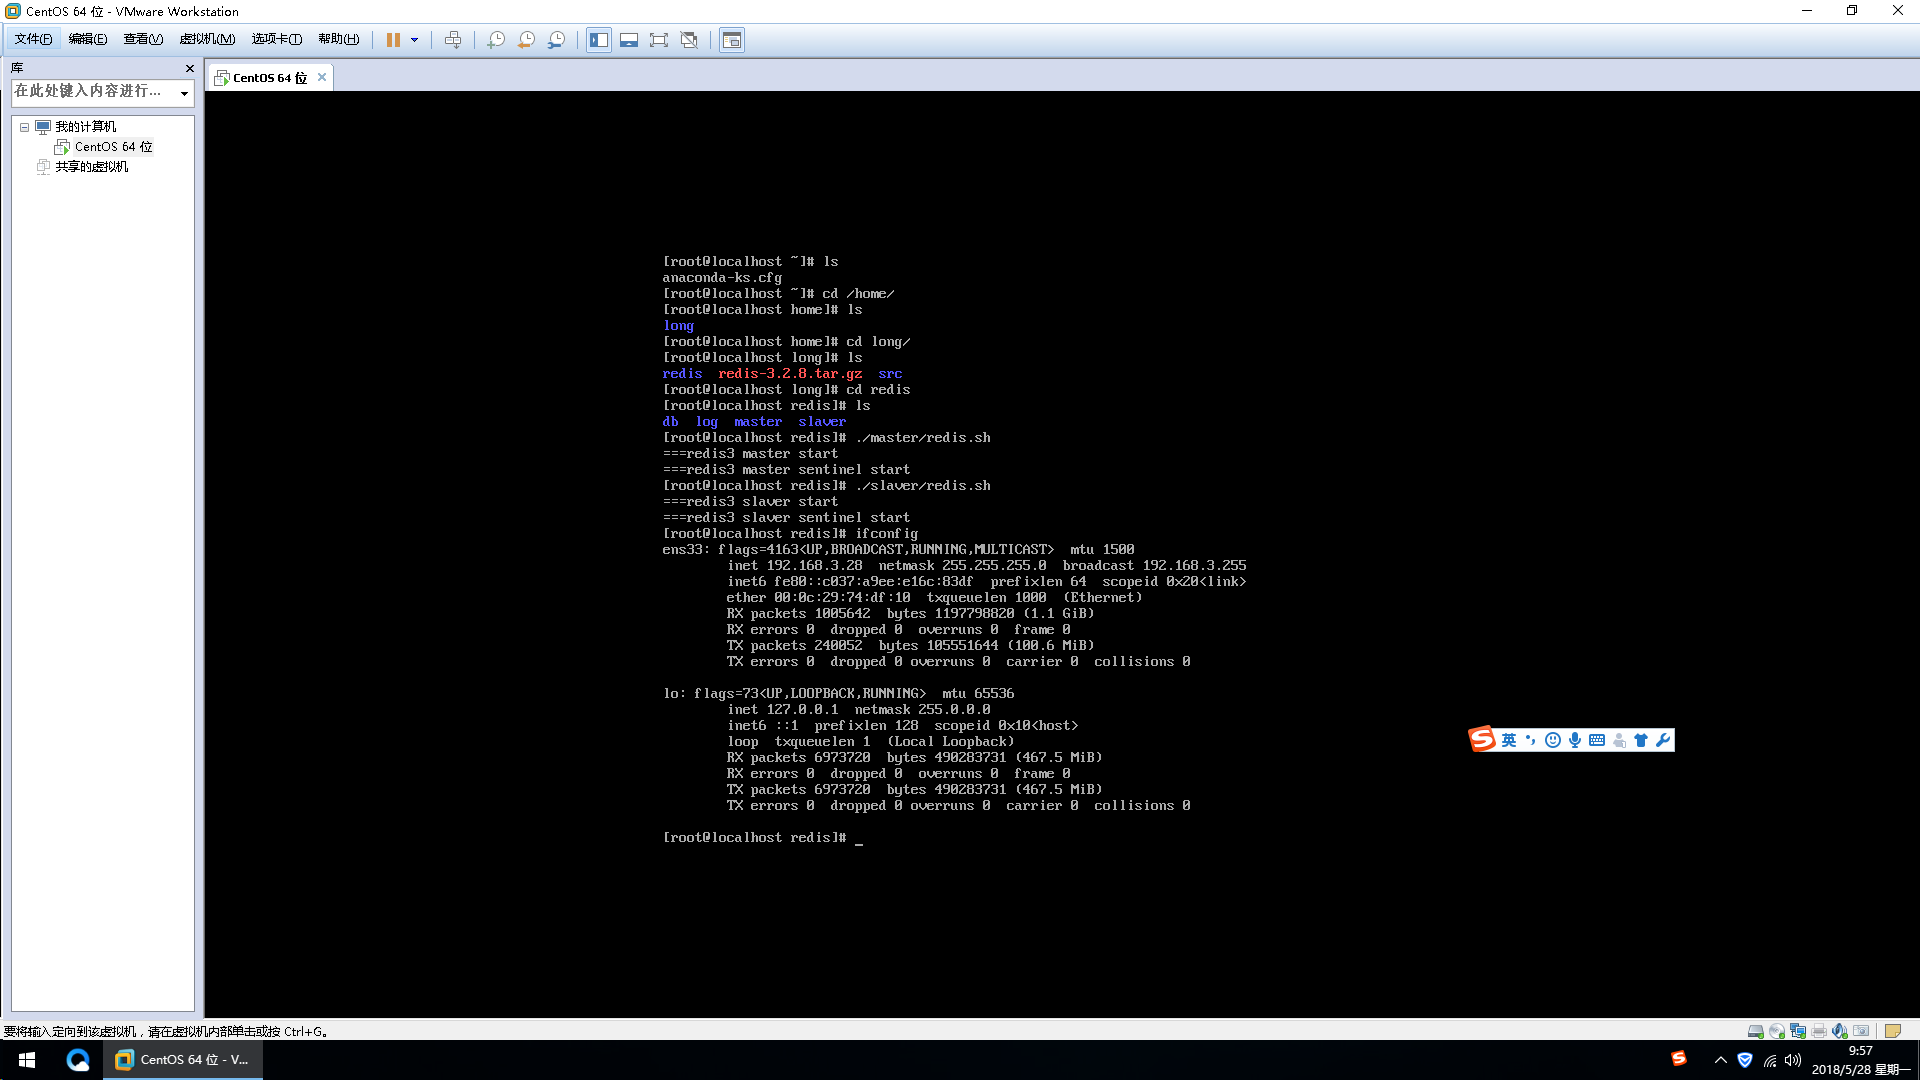 CentOS 64 位 - VMware Workstation
文件(F) 编辑(E) 查看(V) 虚拟机(M) 选项卡(T) 帮助(H)
库
在此处键入内容进行...
我的计算机
CentOS 64 位
共享的虚拟机
CentOS 64 位
[root@localhost ~]# ls
anaconda-ks.cfg
[root@localhost ~]# cd /home/
[root@localhost home]# ls
long
[root@localhost home]# cd long/
[root@localhost long]# ls
redis  redis-3.2.8.tar.gz  src
[root@localhost long]# cd redis
[root@localhost redis]# ls
db  log  master  slaver
[root@localhost redis]# ./master/redis.sh
===redis3 master start
===redis3 master sentinel start
[root@localhost redis]# ./slaver/redis.sh
===redis3 slaver start
===redis3 slaver sentinel start
[root@localhost redis]# ifconfig
ens33: flags=4163<UP,BROADCAST,RUNNING,MULTICAST>  mtu 1500
        inet 192.168.3.28  netmask 255.255.255.0  broadcast 192.168.3.255
        inet6 fe80::c037:a9ee:e16c:83df  prefixlen 64  scopeid 0x20<link>
        ether 00:0c:29:74:df:10  txqueuelen 1000  (Ethernet)
        RX packets 1005642  bytes 1197798820 (1.1 GiB)
        RX errors 0  dropped 0  overruns 0  frame 0
        TX packets 240052  bytes 105551644 (100.6 MiB)
        TX errors 0  dropped 0 overruns 0  carrier 0  collisions 0
lo: flags=73<UP,LOOPBACK,RUNNING>  mtu 65536
        inet 127.0.0.1  netmask 255.0.0.0
        inet6 ::1  prefixlen 128  scopeid 0x10<host>
        loop  txqueuelen 1  (Local Loopback)
        RX packets 6973720  bytes 490283731 (467.5 MiB)
        RX errors 0  dropped 0  overruns 0  frame 0
        TX packets 6973720  bytes 490283731 (467.5 MiB)
        TX errors 0  dropped 0 overruns 0  carrier 0  collisions 0
[root@localhost redis]# _
英
要将输入定向到该虚拟机，请在虚拟机内部单击或按 Ctrl+G。
CentOS 64 位 - V...
9:57
2018/5/28 星期一